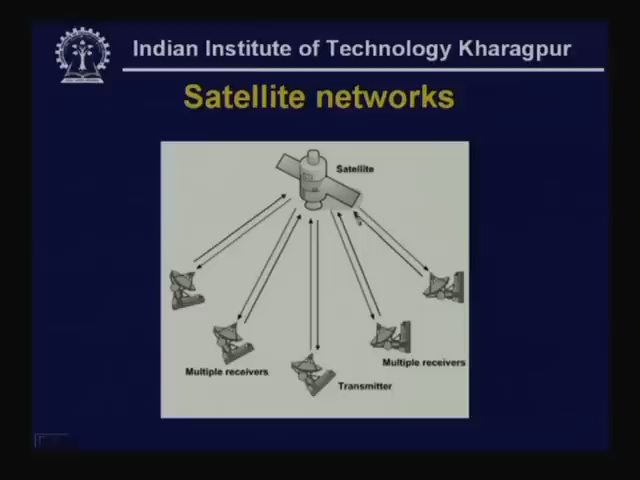 Indian Institute of Technology Kharagpur
Satellite networks
Satellite
Multiple receivers
Multiple receivers
Transmitter